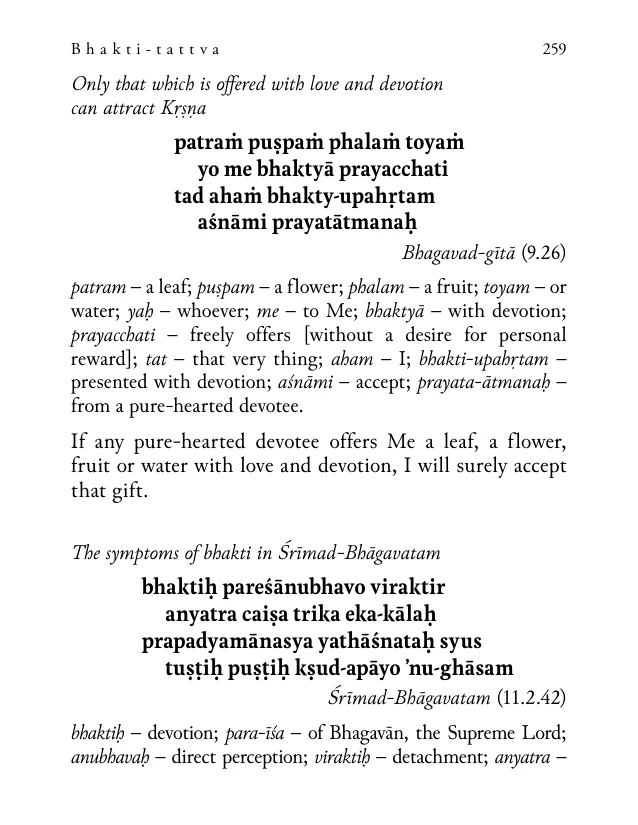 Bhakti-tattva 259
Only that which is offered with love and devotion
can attract Kṛṣṇa
patraṁ puṣpaṁ phalaṁ toyaṁ
yo me bhaktyā prayacchati
tad ahaṁ bhakty-upahṛtam
aśnāmi prayatātmanaḥ
Bhagavad-gītā (9.26)
patram – a leaf; puṣpam – a flower; phalam – a fruit; toyam – or
water; yaḥ – whoever; me – to Me; bhaktyā – with devotion;
prayacchati – freely offers [without a desire for personal
reward]; tat – that very thing; aham – I; bhakti-upahṛtam –
presented with devotion; aśnāmi – accept; prayata-ātmanaḥ –
from a pure-hearted devotee.
If any pure-hearted devotee offers Me a leaf, a flower,
fruit or water with love and devotion, I will surely accept
that gift.
The symptoms of bhakti in Śrīmad-Bhāgavatam
bhaktiḥ pareśānubhavo viraktir
anyatra caiṣa trika eka-kālaḥ
prapadyamānasya yathāśnataḥ syus
tuṣṭiḥ puṣṭiḥ kṣud-apāyo ’nu-ghāsam
Śrīmad-Bhāgavatam (11.2.42)
bhaktiḥ – devotion; para-īśa – of Bhagavān, the Supreme Lord;
anubhavaḥ – direct perception; viraktiḥ – detachment; anyatra –